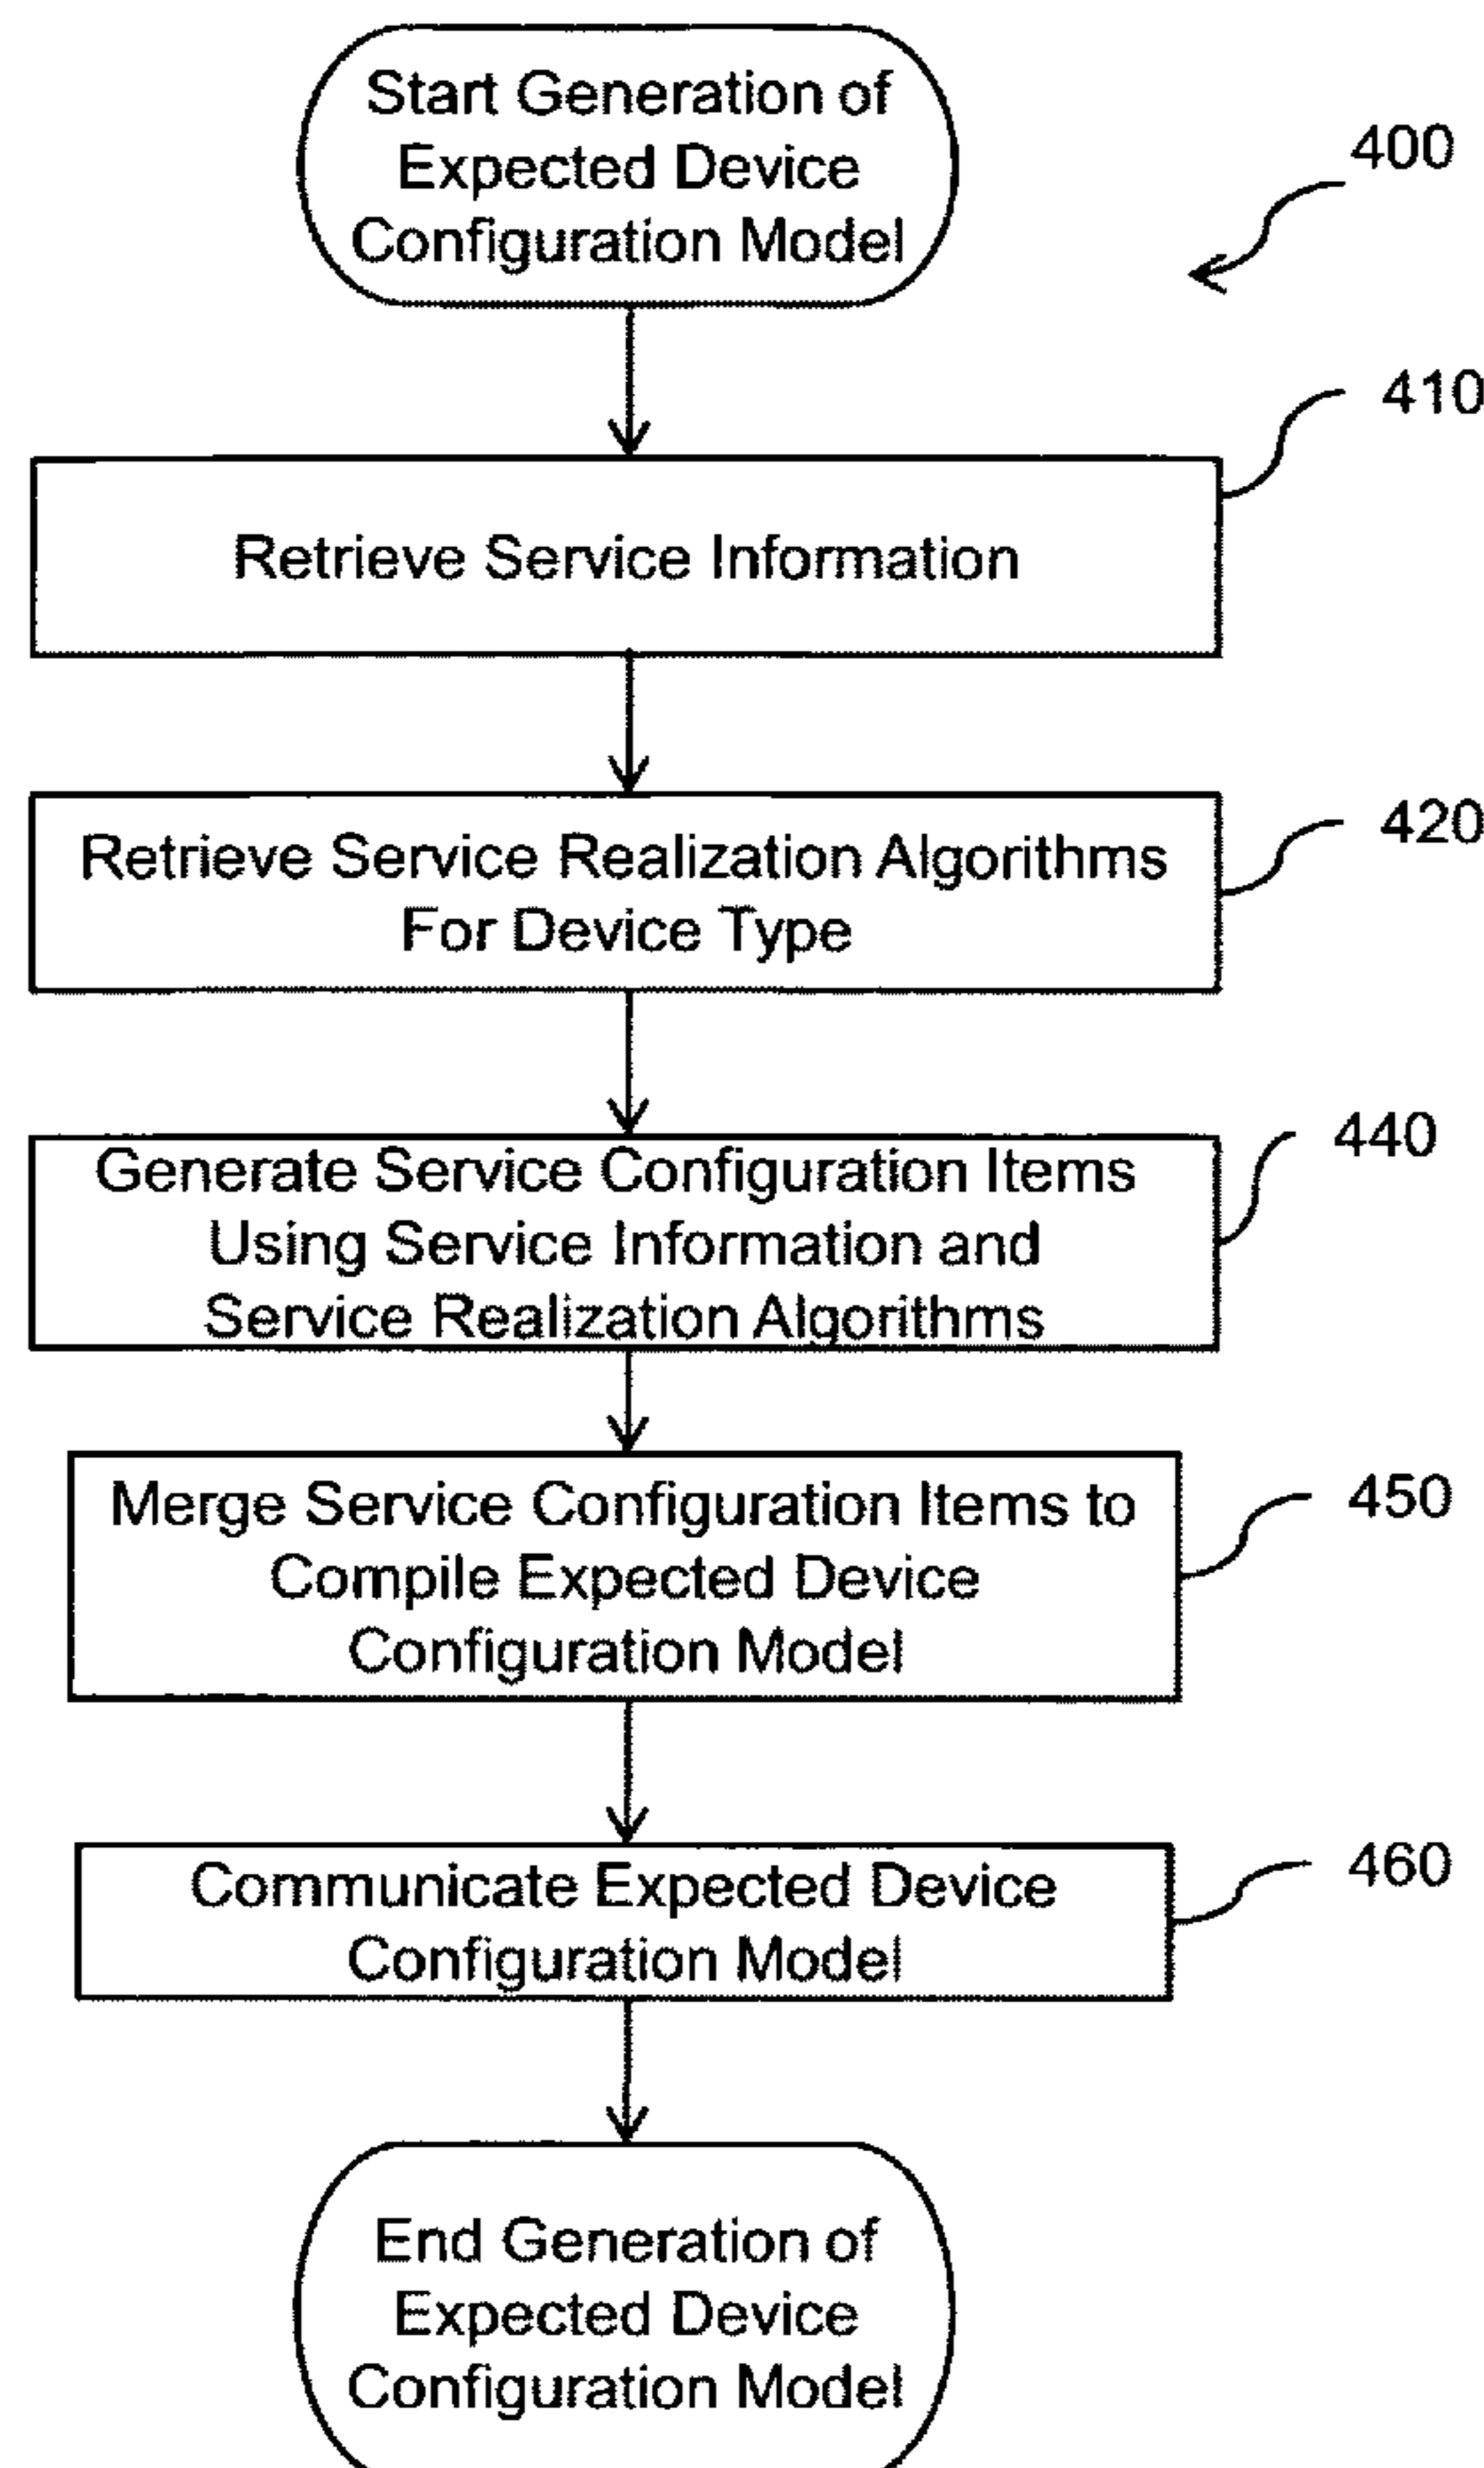 Start Generation of
Expected Device
Configuration Model
400
410
Retrieve Service Information
420
Retrieve Service Realization Algorithms
For Device Type
440
Generate Service Configuration Items
Using Service Information and
Service Realization Algorithms
450
Merge Service Configuration Items to
Compile Expected Device
Configuration Model
460
Communicate Expected Device
Configuration Model
End Generation of
Expected Device
Configuration Model